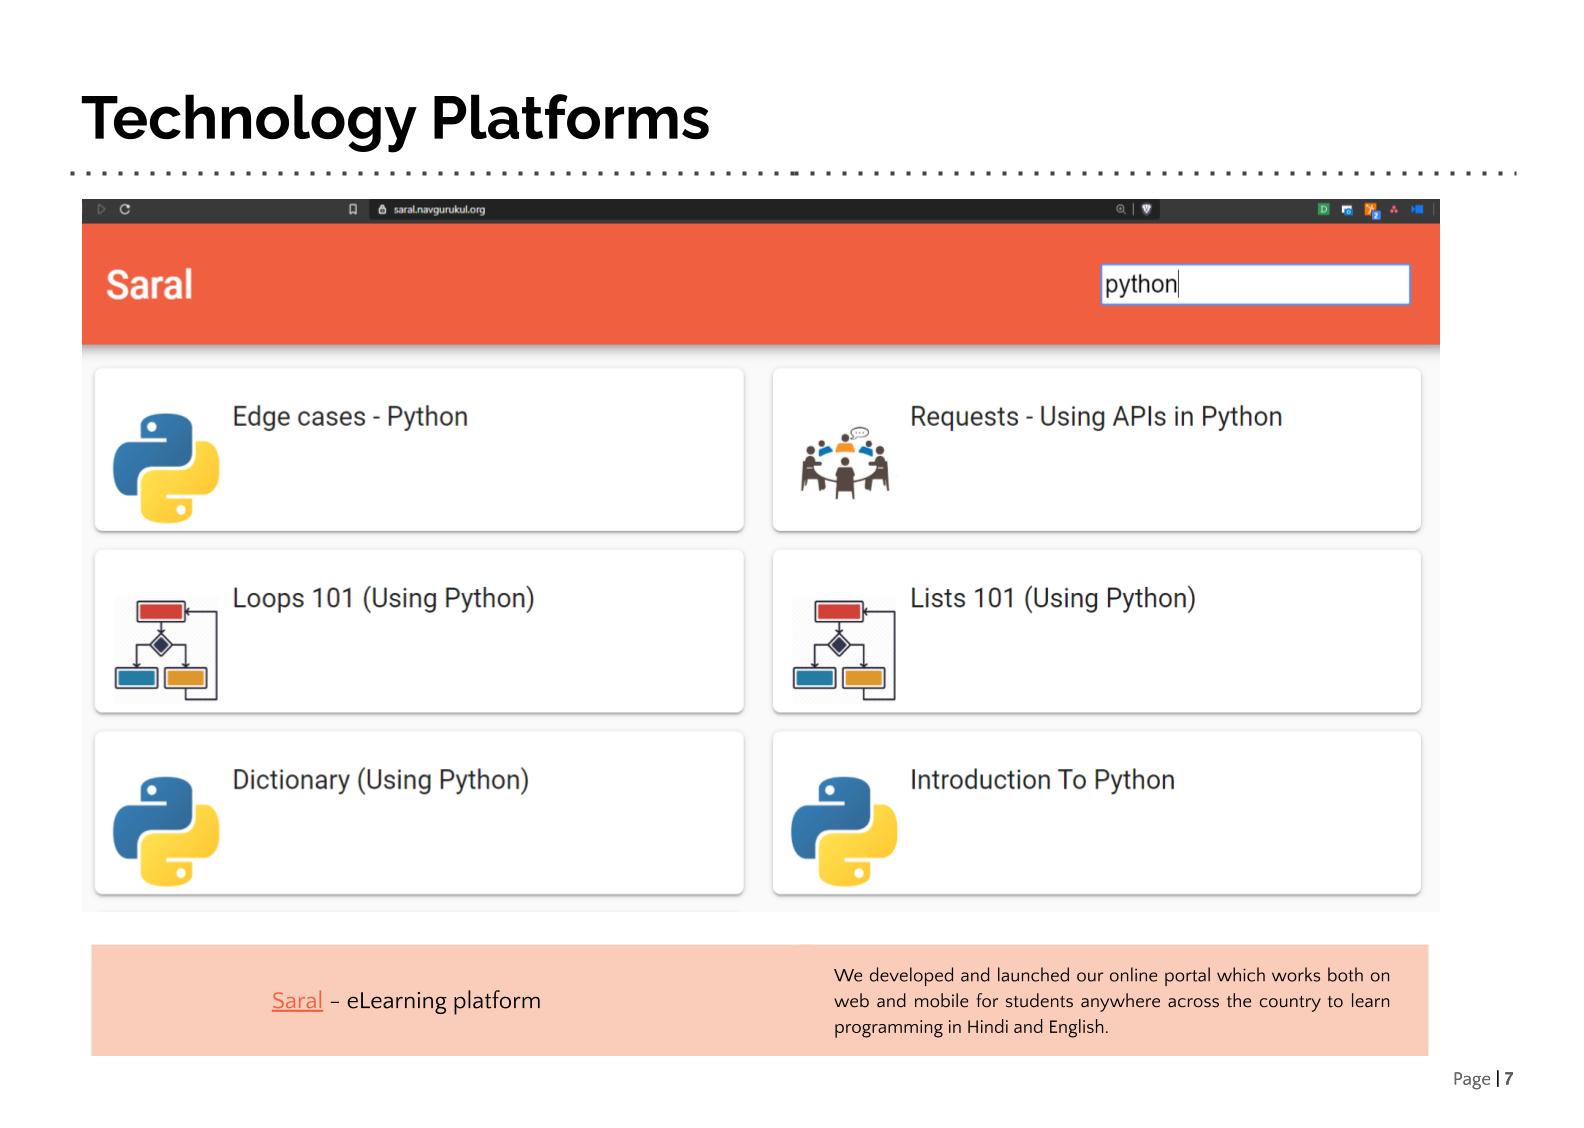 Technology Platforms
saral.navgurukul.org
D
2
Saral
python
Edge cases - Python
Requests - Using APIs in Python
Loops 101 (Using Python)
Lists 101 (Using Python)
Dictionary (Using Python)
Introduction To Python
Saral – eLearning platform
We developed and launched our online portal which works both on
web and mobile for students anywhere across the country to learn
programming in Hindi and English.
Page | 7